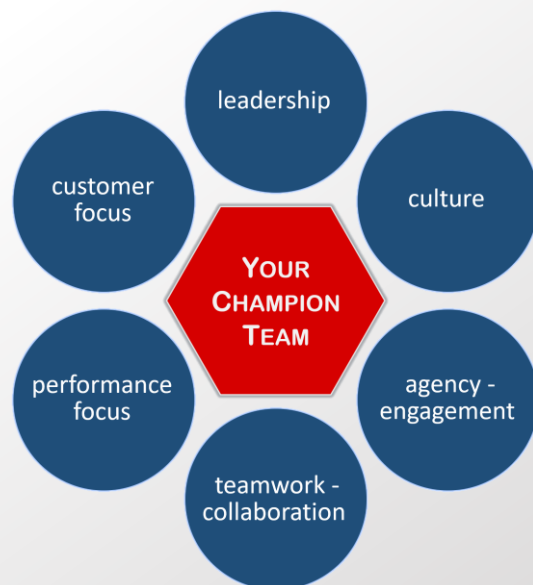 leadership
customer
focus
culture
YOUR
CHAMPION
TEAM
performance
focus
agency -
engagement
teamwork -
collaboration